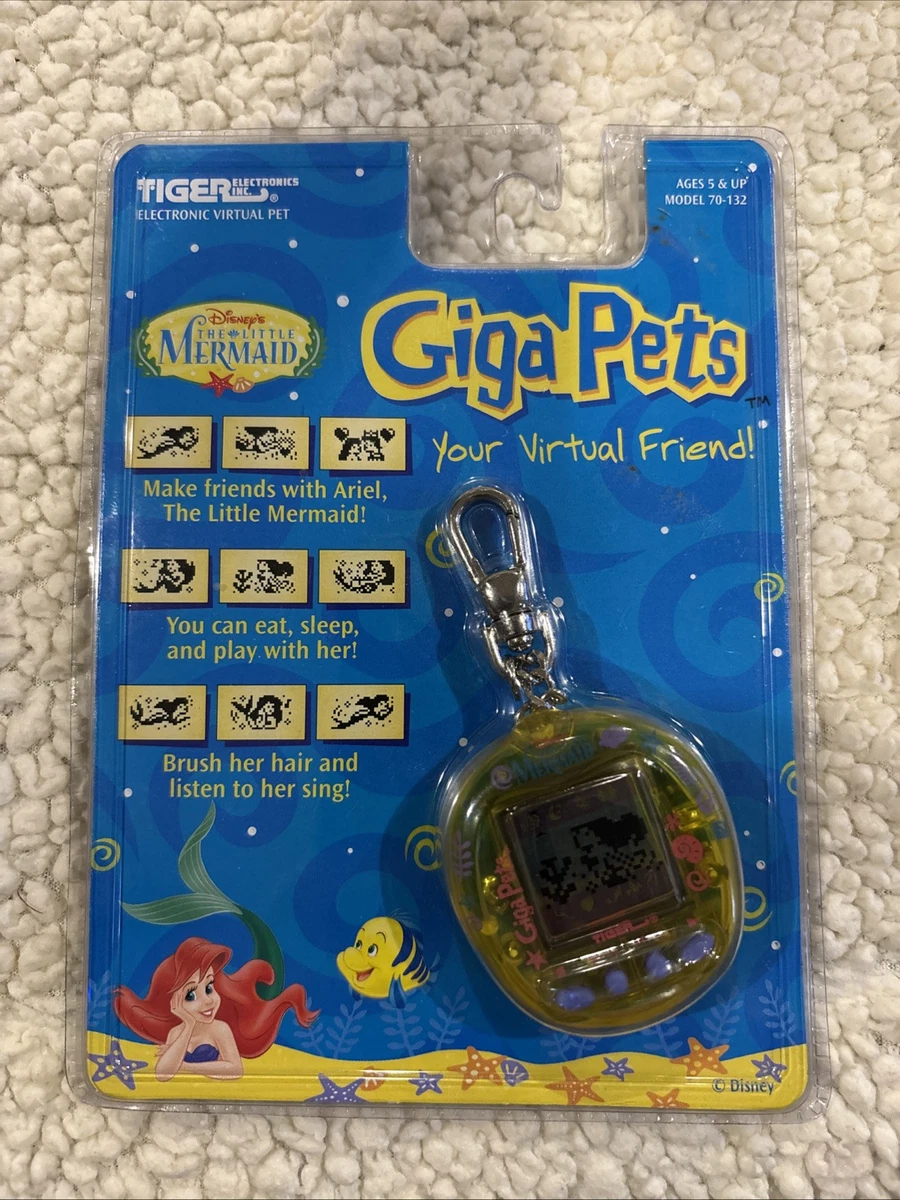 TIGER ELECTRONICS INC.®
ELECTRONIC VIRTUAL PET
AGES 5 & UP
MODEL 70-132
DISNEY'S
THE LITTLE
MERMAID
Giga Pets™
Your Virtual Friend!
Make friends with Ariel,
The Little Mermaid!
You can eat, sleep,
and play with her!
Brush her hair and
listen to her sing!
MERMAID
Giga Pets
TIGER
© Disney